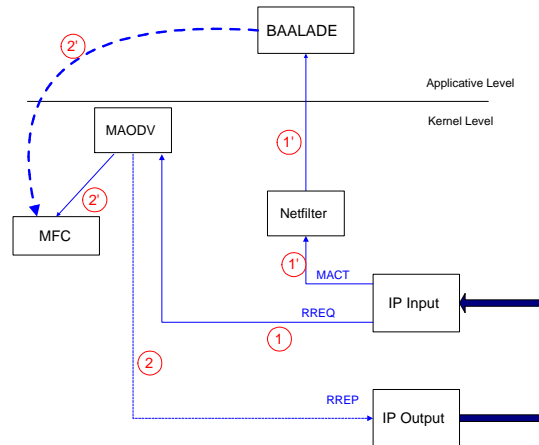 BAALADE
2'
Applicative Level
Kernel Level
MAODV
1'
2'
Netfilter
MFC
1'
MACT
IP Input
RREQ
1
2
RREP
IP Output